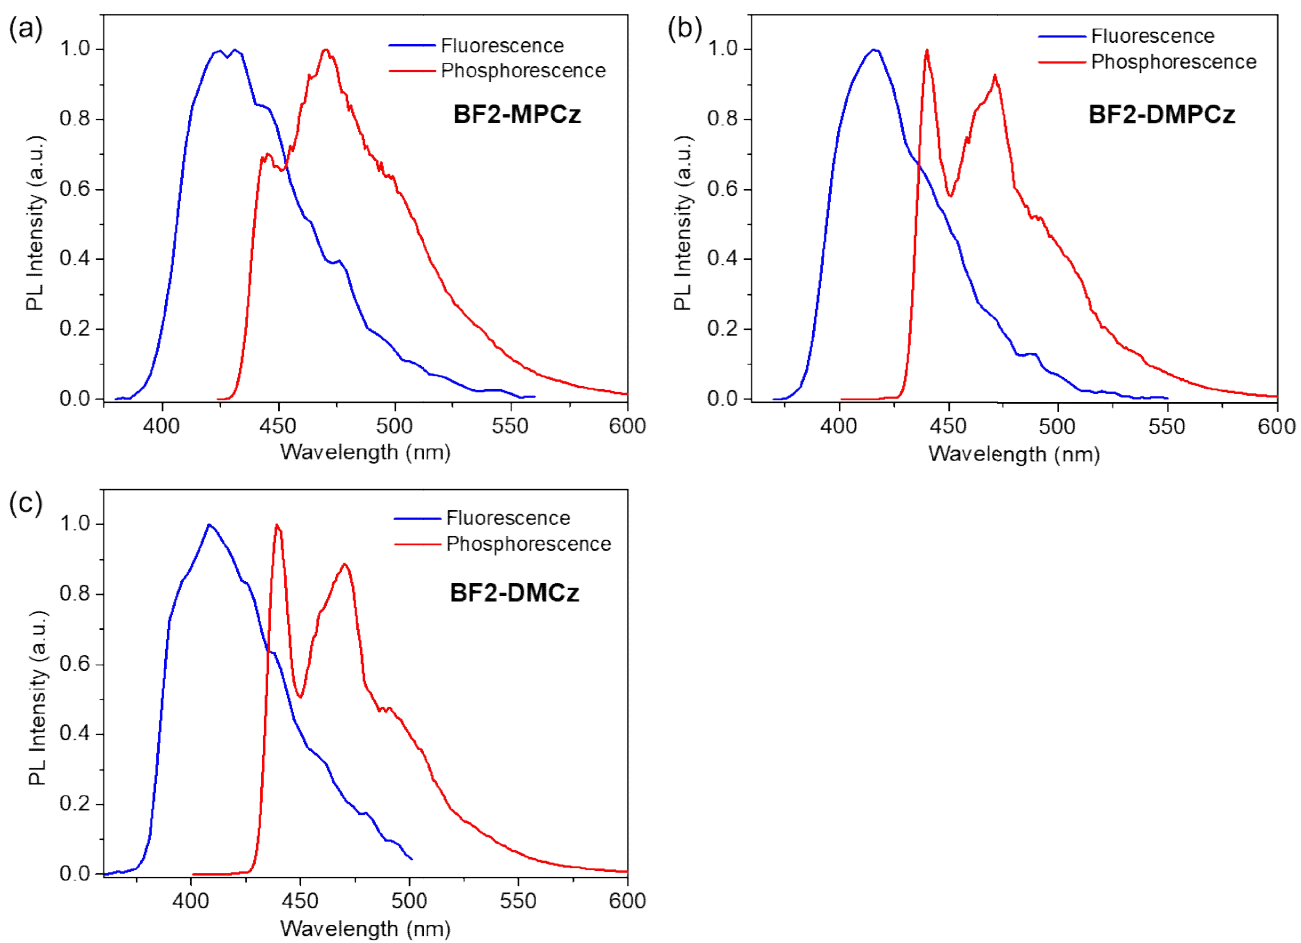 (a)
Fluorescence
Phosphorescence
BF2-MPCz
PL Intensity (a.u.)
1.0
0.8
0.6
0.4
0.2
0.0
400
450
500
550
600
Wavelength (nm)
(b)
Fluorescence
Phosphorescence
BF2-DMPCz
PL Intensity (a.u.)
1.0
0.8
0.6
0.4
0.2
0.0
400
450
500
550
600
Wavelength (nm)
(c)
Fluorescence
Phosphorescence
BF2-DMCz
PL Intensity (a.u.)
1.0
0.8
0.6
0.4
0.2
0.0
400
450
500
550
600
Wavelength (nm)